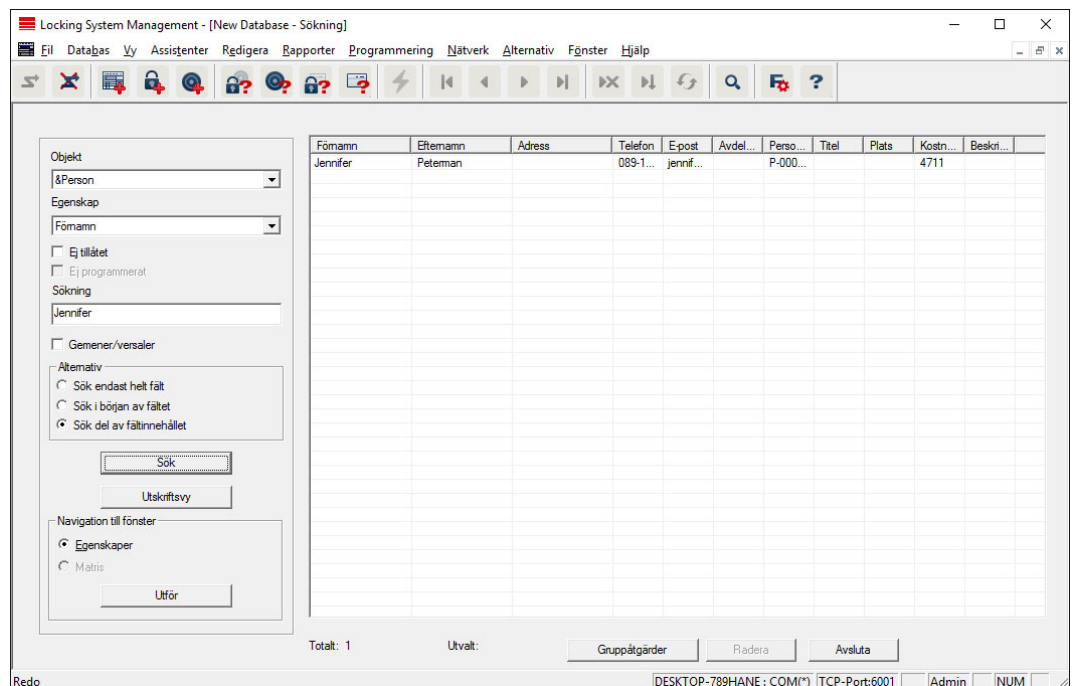 Locking System Management - [New Database - Sökning]
Fil Databas Vy Assistenter Redigera Rapporter Programmering Nätverk Alternativ Fönster Hjälp
Objekt
&Person
Egenskap
Förnamn
Ej tillåtet
Ej programmerat
Sökning
Jennifer
Gemener/versaler
Alternativ
Sök endast helt fält
Sök i början av fältet
Sök del av fältinnehållet
Sök
Utskriftsvy
Navigation till fönster
Egenskaper
Matris
Utför
Förnamn Efternamn Adress Telefon E-post Avdel... Perso... Titel Plats Kostn... Beskri...
Jennifer Peterman 089-1... jennif... P-000... 4711
Totalt: 1 Utvalt:
Gruppåtgärder Radera Avsluta
Redo DESKTOP-789HANE : COM(*) TCP-Port:6001 Admin NUM